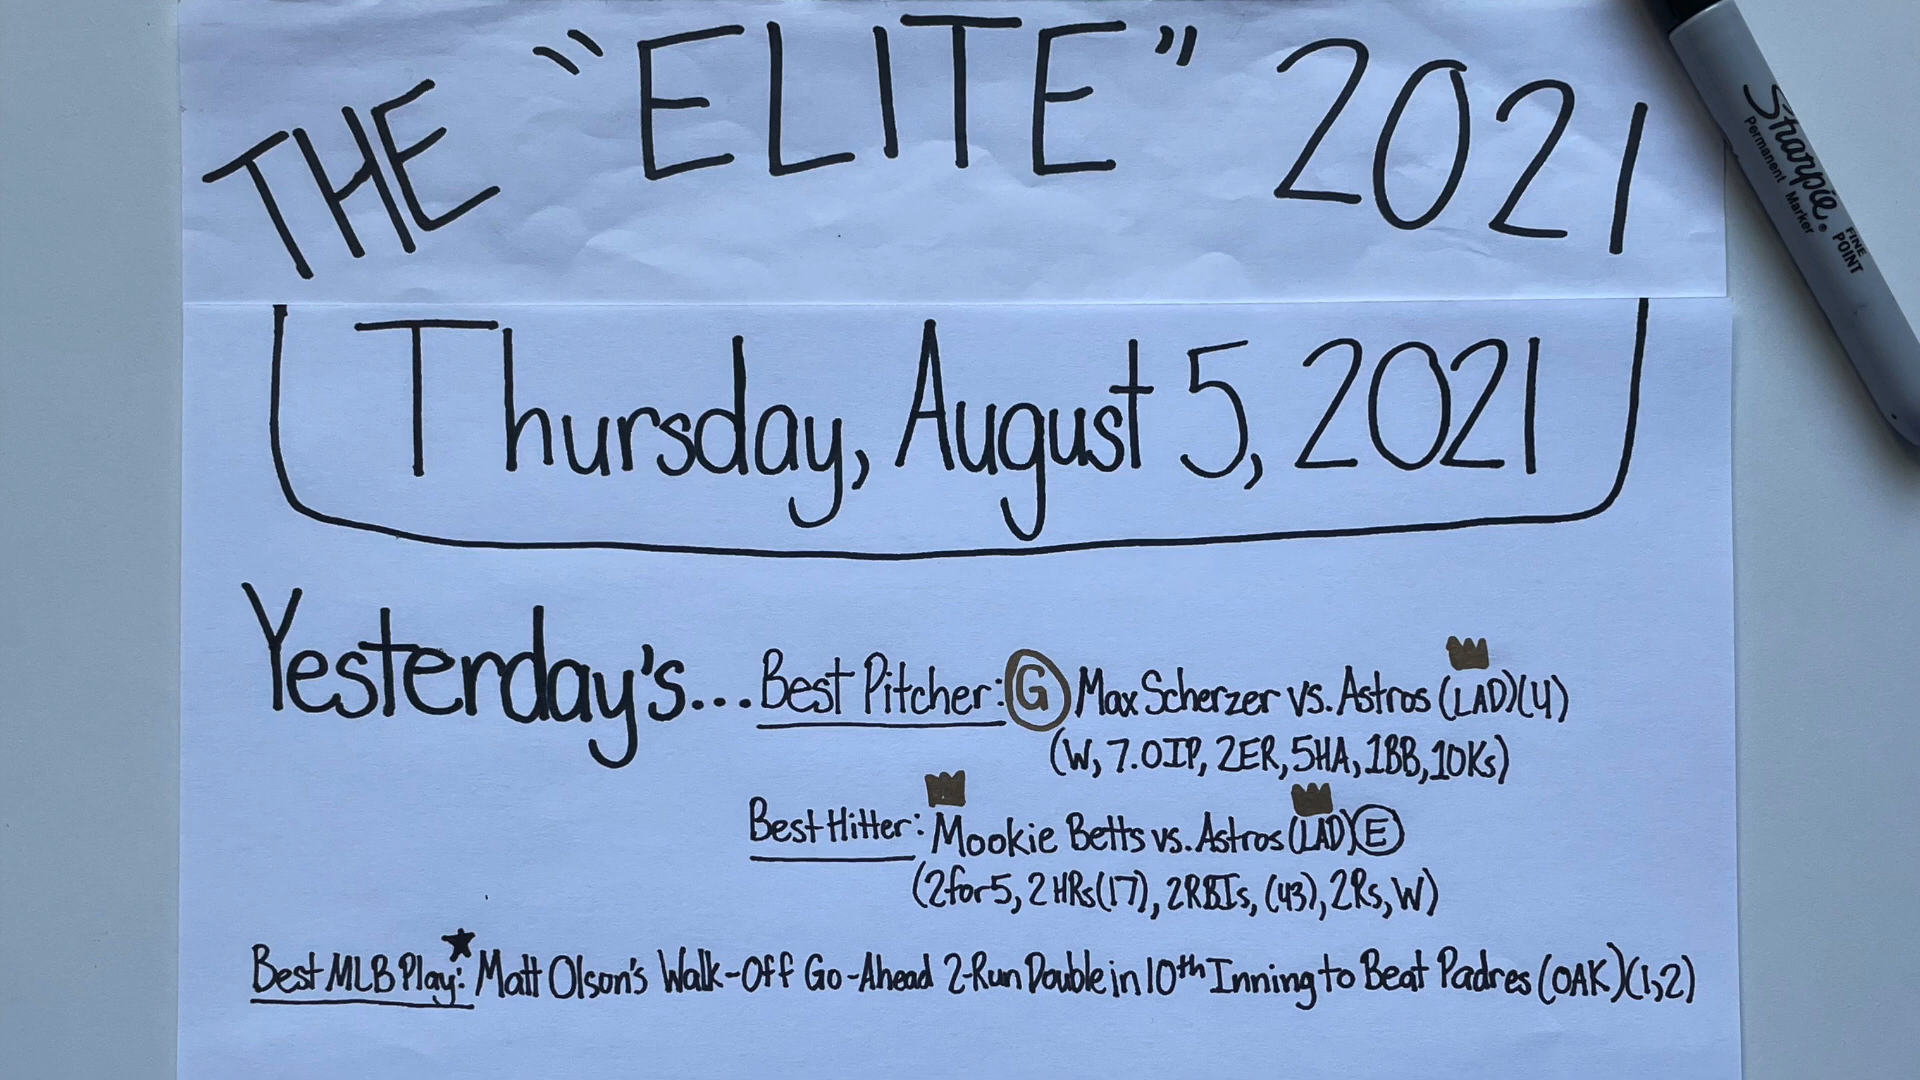 THE "ELITE" 2021
Sharpie®
Permanent Marker
FINE
POINT
Thursday, August 5, 2021
Yesterday's... Best Pitcher: G Max Scherzer vs. Astros (LAD)(4)
(W, 7.0IP, 2ER, 5HA, 1BB, 10Ks)
Best Hitter: Mookie Betts vs. Astros (LAD) E
(2for5, 2HRs(17), 2RBIs, (43), 2Rs, W)
Best MLB Play: Matt Olson's Walk-Off Go-Ahead 2-Run Double in 10th Inning to Beat Padres (OAK)(1,2)